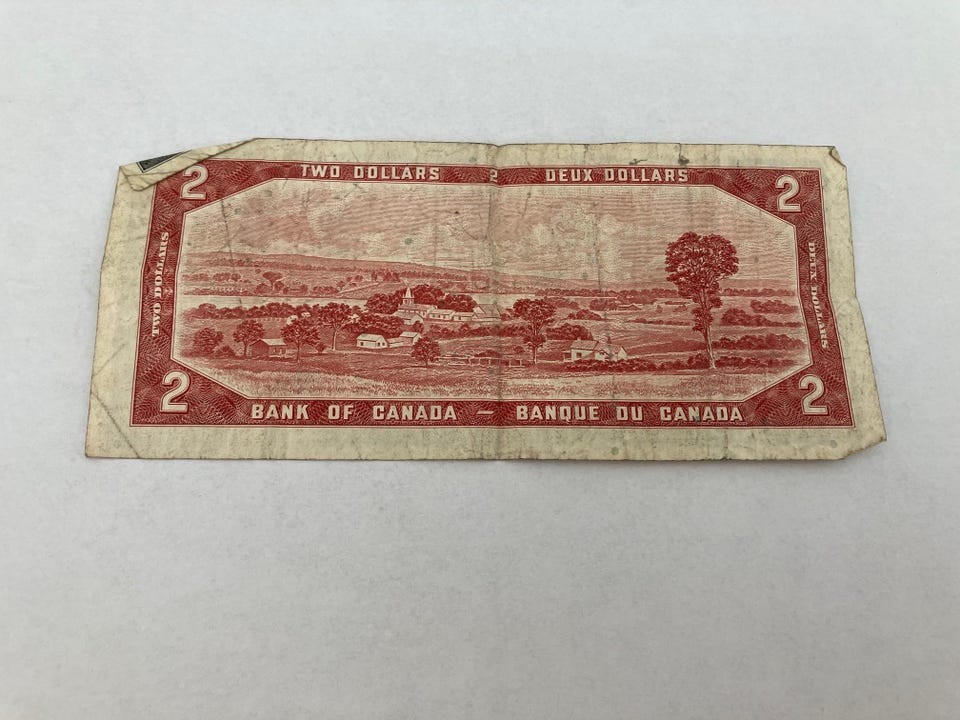 2 TWO DOLLARS 2 DEUX DOLLARS 2
TWO DOLLARS
DEUX DOLLARS
2 BANK OF CANADA — BANQUE DU CANADA 2